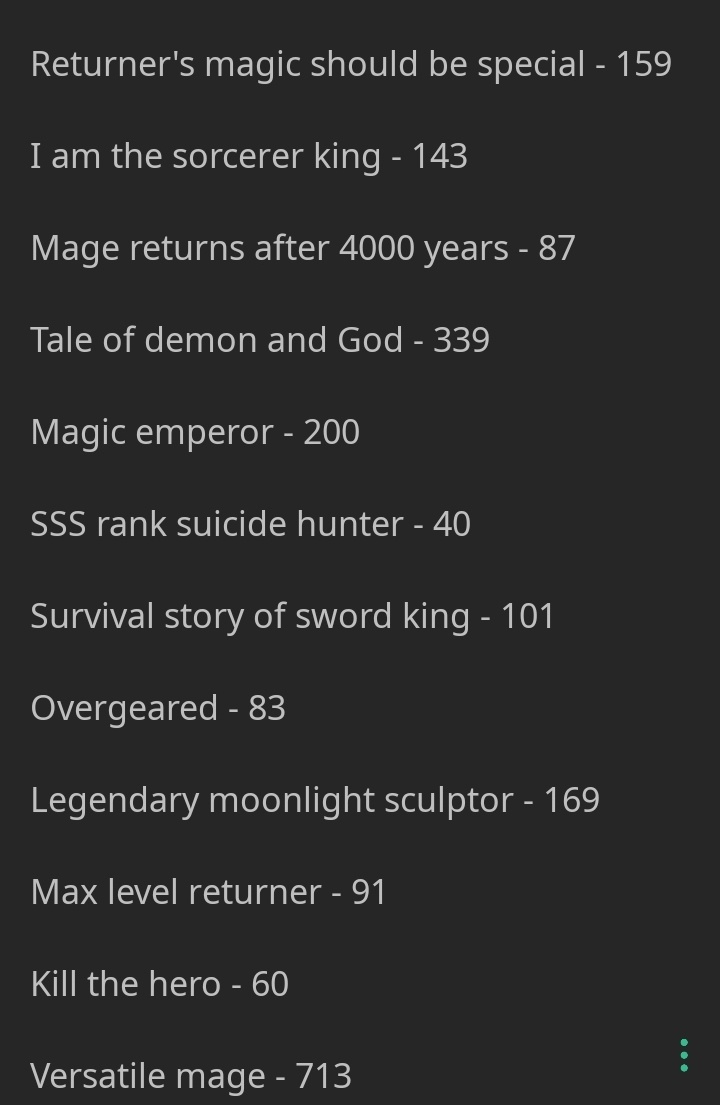 Returner's magic should be special - 159
I am the sorcerer king - 143
Mage returns after 4000 years - 87
Tale of demon and God - 339
Magic emperor - 200
SSS rank suicide hunter - 40
Survival story of sword king - 101
Overgeared - 83
Legendary moonlight sculptor - 169
Max level returner - 91
Kill the hero - 60
Versatile mage - 713